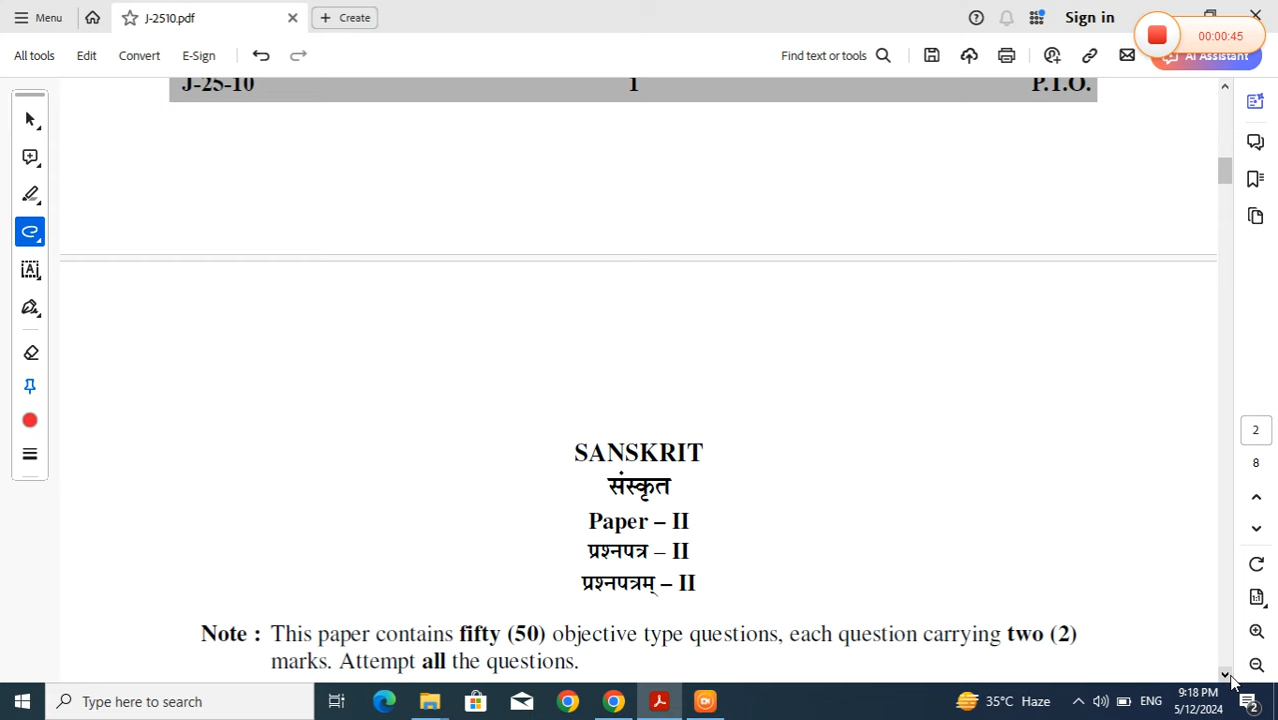 Menu
J-2510.pdf
Create
Sign in
00:00:45
All tools
Edit
Convert
E-Sign
Find text or tools
AI Assistant
J-25-10 1 P.T.O.
SANSKRIT
संस्कृत
Paper – II
प्रश्नपत्र – II
प्रश्नपत्रम् – II
Note : This paper contains fifty (50) objective type questions, each question carrying two (2)
marks. Attempt all the questions.
2
8
1:1
Type here to search
35°C Haze
ENG
9:18 PM
5/12/2024
2